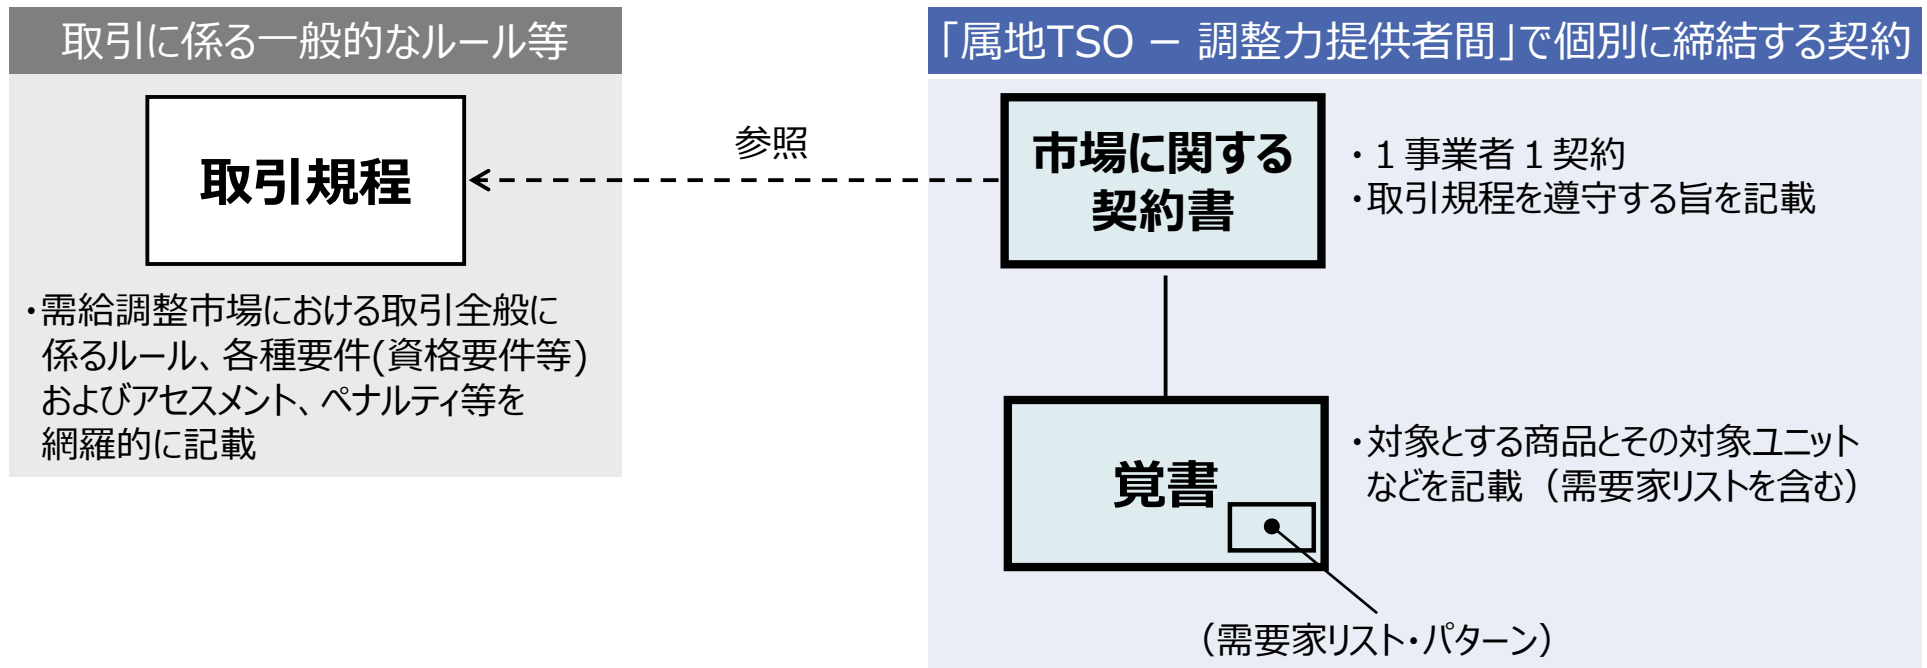 取引に係る一般的なルール等
取引規程
・需給調整市場における取引全般に
係るルール、各種要件(資格要件等)
およびアセスメント、ペナルティ等を
網羅的に記載
参照
「属地TSO － 調整力提供者間」で個別に締結する契約
市場に関する
契約書
・１事業者１契約
・取引規程を遵守する旨を記載
覚書
・対象とする商品とその対象ユニット
などを記載（需要家リストを含む）
（需要家リスト・パターン）